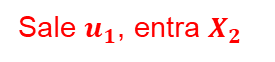 Sale u₁, entra X₂